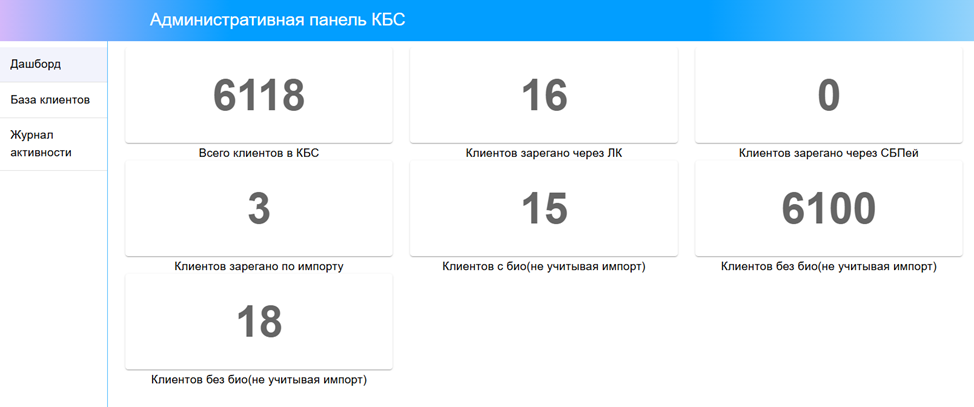 Административная панель КБС
Дашборд
База клиентов
Журнал
активности
6118
16
0
Всего клиентов в КБС
Клиентов зарегано через ЛК
Клиентов зарегано через СБПей
3
15
6100
Клиентов зарегано по импорту
Клиентов с био(не учитывая импорт)
Клиентов без био(не учитывая импорт)
18
Клиентов без био(не учитывая импорт)